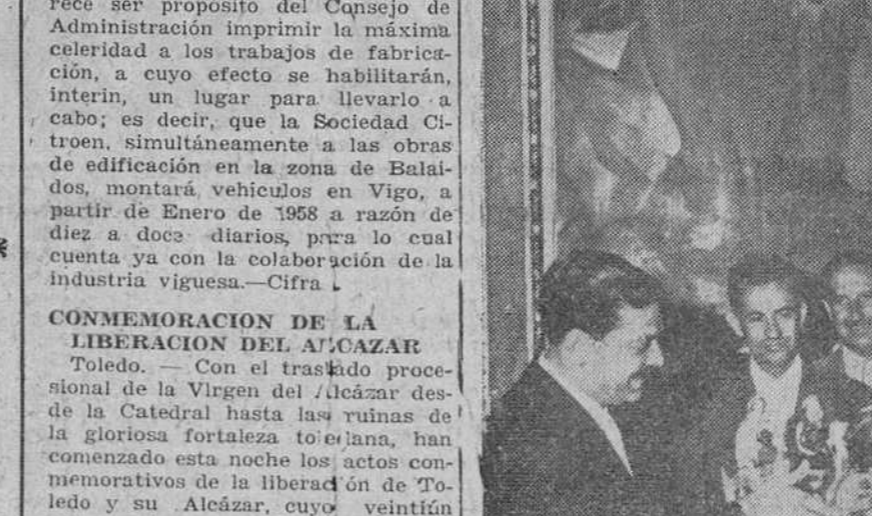 rece ser propósito del Consejo de
Administración imprimir la máxima
celeridad a los trabajos de fabrica-
ción, a cuyo efecto se habilitarán,
interin, un lugar para llevarlo a
cabo; es decir, que la Sociedad Ci-
troen, simultáneamente a las obras
de edificación en la zona de Balai-
dos, montará vehiculos en Vigo, a
partir de Enero de 1958 a razón de
diez a doce diarios, para lo cual
cuenta ya con la colaboración de la
industria viguesa.—Cifra
CONMEMORACION DE LA
LIBERACION DEL ALCAZAR
Toledo. — Con el traslado proce-
sional de la Virgen del Alcázar des-
de la Catedral hasta las ruinas de
la gloriosa fortaleza toledana, han
comenzado esta noche los actos con-
memorativos de la liberación de To-
ledo y su Alcázar, cuyo veintiún